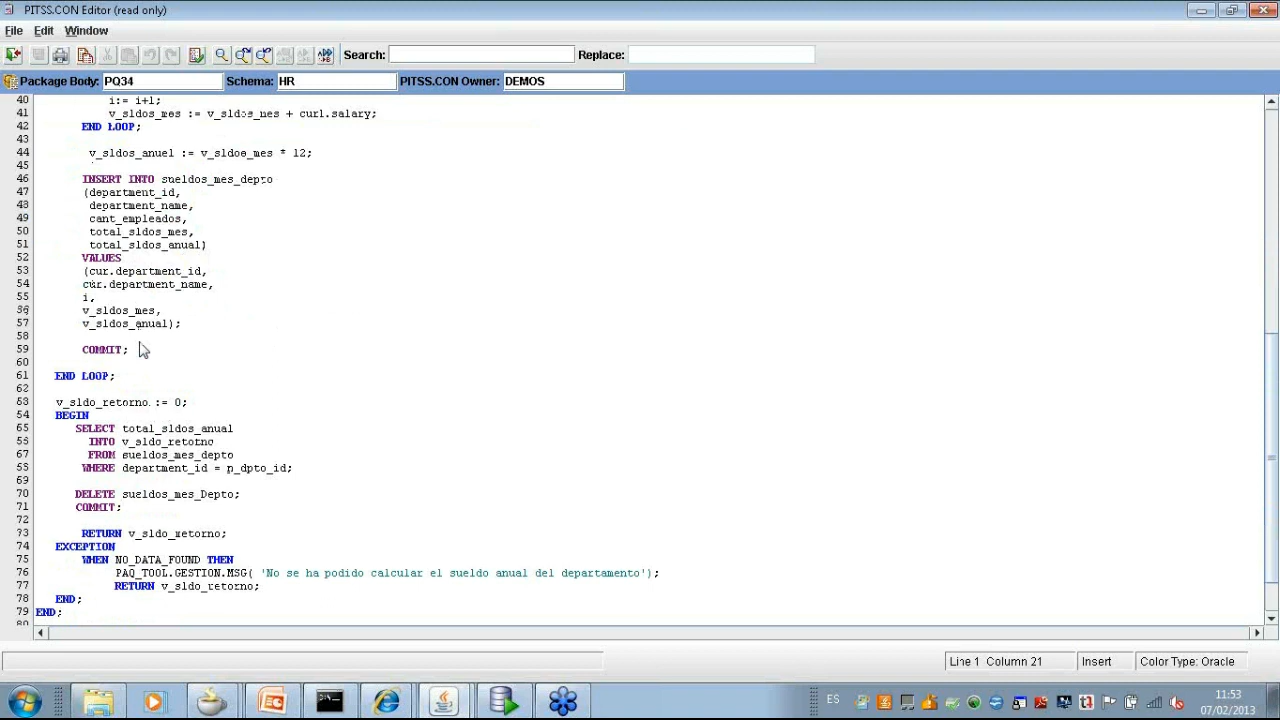 PITSS.CON Editor (read only)
File Edit Window
Search: Replace:
Package Body: PQ34 Schema: HR PITSS.CON Owner: DEMOS
40 i:= i+1;
41 v_sldos_mes := v_sldos_mes + cur1.salary;
42 END LOOP;
43
44 v_sldos_anual := v_sldos_mes * 12;
45
46 INSERT INTO sueldos_mes_depto
47 (department_id,
48 department_name,
49 cant_empleados,
50 total_sldos_mes,
51 total_sldos_anual)
52 VALUES
53 (cur.department_id,
54 cur.department_name,
55 i,
56 v_sldos_mes,
57 v_sldos_anual);
58
59 COMMIT;
60
61 END LOOP;
62
63 v_sldo_retorno := 0;
64 BEGIN
65 SELECT total_sldos_anual
66 INTO v_sldo_retorno
67 FROM sueldos_mes_depto
68 WHERE department_id = p_dpto_id;
69
70 DELETE sueldos_mes_Depto;
71 COMMIT;
72
73 RETURN v_sldo_retorno;
74 EXCEPTION
75 WHEN NO_DATA_FOUND THEN
76 PAQ_TOOL.GESTION.MSG( 'No se ha podido calcular el sueldo anual del departamento');
77 RETURN v_sldo_retorno;
78 END;
79 END;
80
Line 1 Column 21 Insert Color Type: Oracle
ES 11:53
07/02/2013